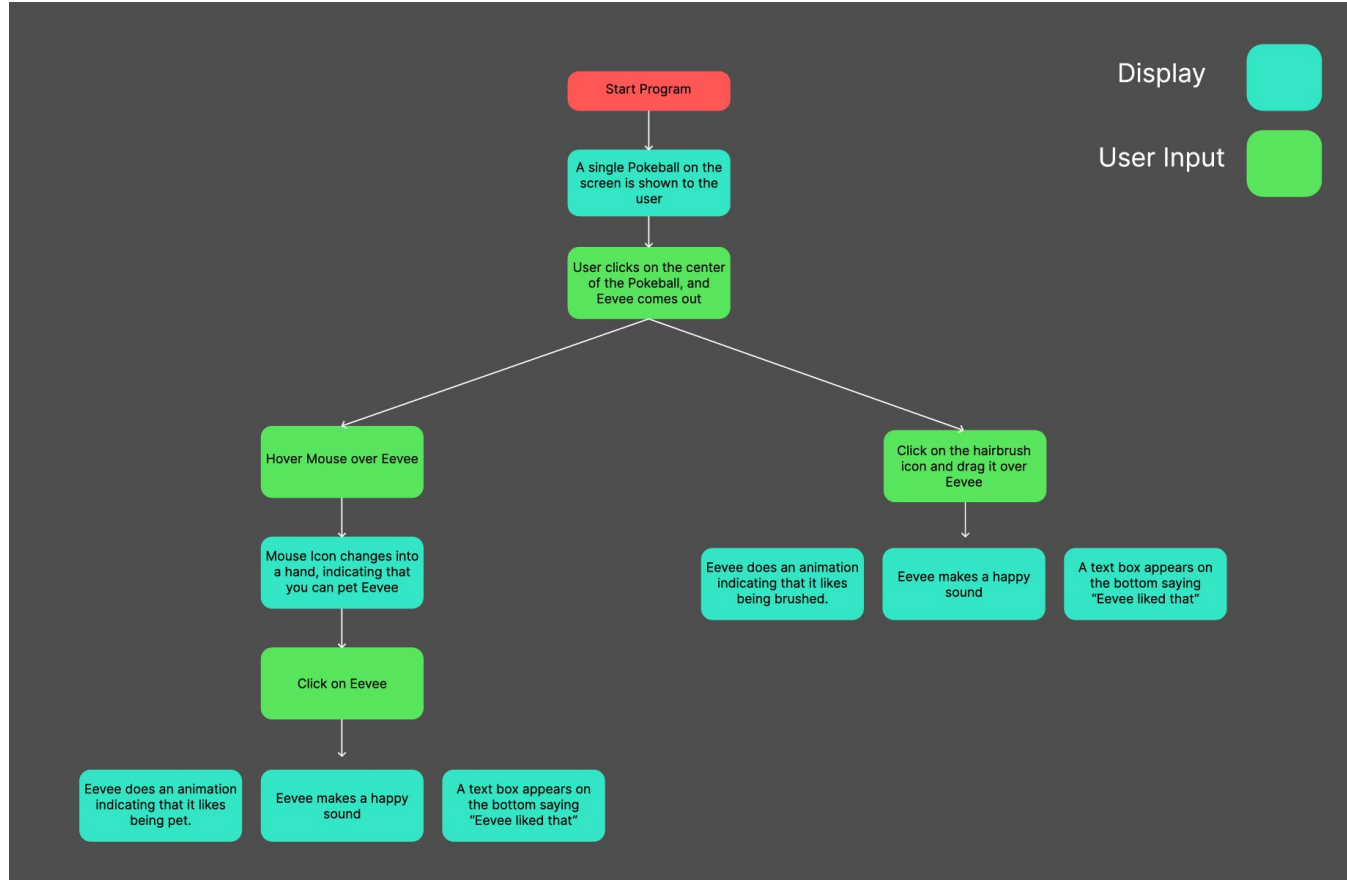 Display
User Input
Start Program
A single Pokeball on the
screen is shown to the
user
User clicks on the center
of the Pokeball, and
Eevee comes out
Hover Mouse over Eevee
Mouse Icon changes into
a hand, indicating that
you can pet Eevee
Click on Eevee
Eevee does an animation
indicating that it likes
being pet.
Eevee makes a happy
sound
A text box appears on
the bottom saying
“Eevee liked that”
Click on the hairbrush
icon and drag it over
Eevee
Eevee does an animation
indicating that it likes
being brushed.
Eevee makes a happy
sound
A text box appears on
the bottom saying
“Eevee liked that”